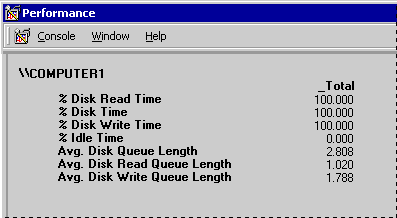 Performance
Console Window Help
\\COMPUTER1
_Total
% Disk Read Time 100.000
% Disk Time 100.000
% Disk Write Time 100.000
% Idle Time 0.000
Avg. Disk Queue Length 2.808
Avg. Disk Read Queue Length 1.020
Avg. Disk Write Queue Length 1.788